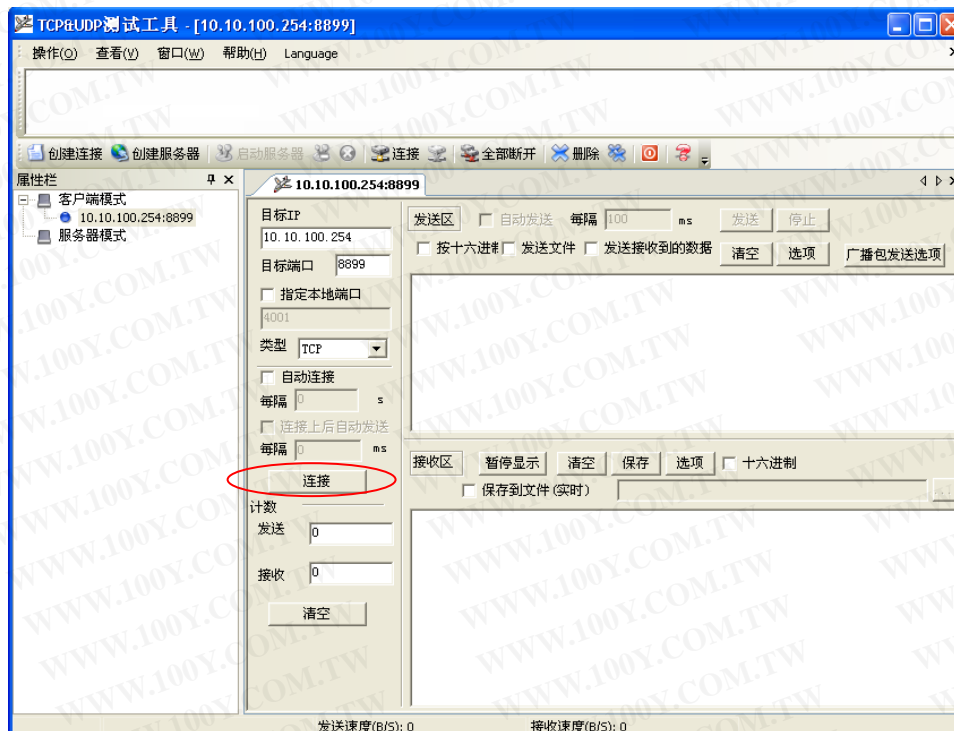 TCP&UDP测试工具 - [10.10.100.254:8899]
操作(O) 查看(V) 窗口(W) 帮助(H) Language
创建连接 创建服务器 启动服务器 连接 全部断开 删除
属性栏
客户端模式
10.10.100.254:8899
服务器模式
10.10.100.254:8899
目标IP
10.10.100.254
目标端口 8899
指定本地端口
4001
类型 TCP
自动连接
每隔 0 s
连接上后自动发送
每隔 0 ms
连接
计数
发送 0
接收 0
清空
发送区 自动发送 每隔 100 ms 发送 停止
按十六进制 发送文件 发送接收到的数据 清空 选项 广播包发送选项
接收区 暂停显示 清空 保存 选项 十六进制
保存到文件(实时)
发送速度(B/S): 0 接收速度(B/S): 0
WWW.100Y.COM.TW